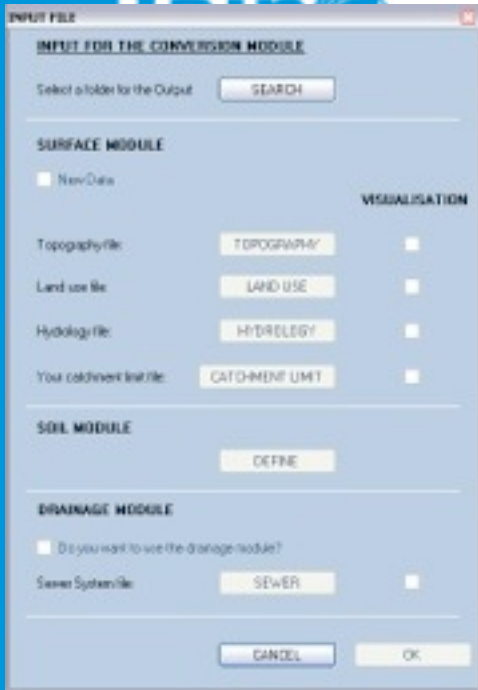 INPUT FILE
INPUT FOR THE CONVERSION MODULE
Select a folder for the Output SEARCH
SURFACE MODULE
New Data
VISUALISATION
Topography file: TOPOGRAPHY
Land use file: LAND USE
Hydrology file: HYDROLOGY
Your catchment limit file: CATCHMENT LIMIT
SOIL MODULE
DEFINE
DRAINAGE MODULE
Do you want to use the drainage module?
Sewer System file: SEWER
CANCEL OK